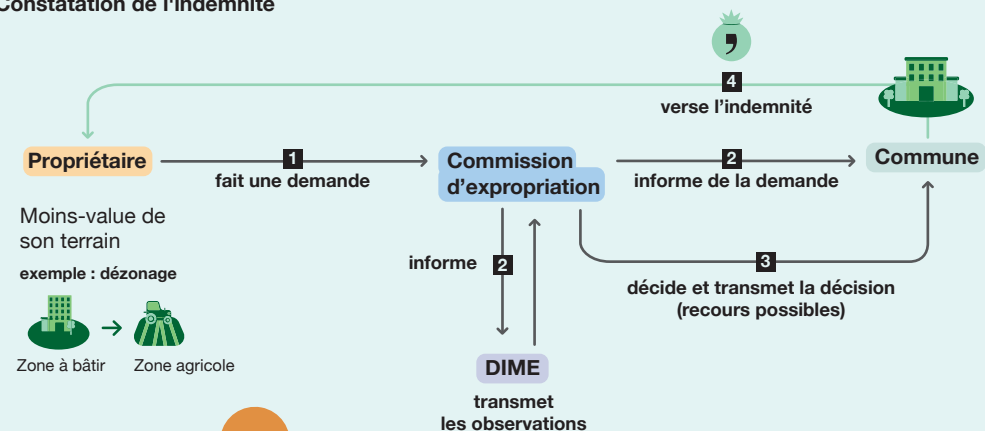 Constatation de l'indemnité
4
verse l'indemnité
Propriétaire
1
fait une demande
Commission
d'expropriation
2
informe de la demande
Commune
Moins-value de
son terrain
exemple : dézonage
Zone à bâtir
Zone agricole
informe
2
3
décide et transmet la décision
(recours possibles)
DIME
transmet
les observations